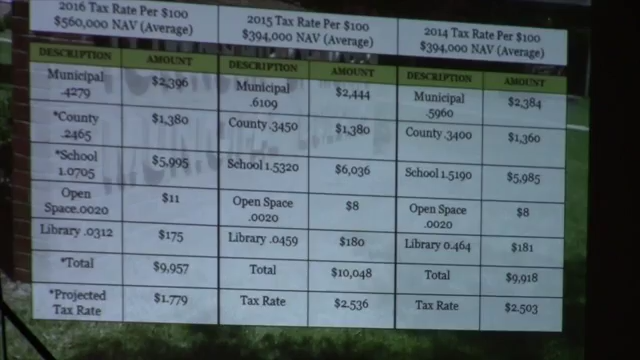 2016 Tax Rate Per $100
$560,000 NAV (Average)
2015 Tax Rate Per $100
$394,000 NAV (Average)
2014 Tax Rate Per $100
$394,000 NAV (Average)
DESCRIPTION AMOUNT DESCRIPTION AMOUNT DESCRIPTION AMOUNT
Municipal
.4279
$2,396
Municipal
.6109
$2,444
Municipal
.5960
$2,384
*County
.2465
$1,380
County .3450
$1,380
County .3400
$1,360
*School
1.0705
$5,995
School 1.5320
$6,036
School 1.5190
$5,985
Open
Space.0020
$11
Open Space
.0020
$8
Open Space
.0020
$8
Library .0312
$175
Library .0459
$180
Library 0.464
$181
*Total
$9,957
Total
$10,048
Total
$9,918
*Projected
Tax Rate
$1.779
Tax Rate
$2.536
Tax Rate
$2.503